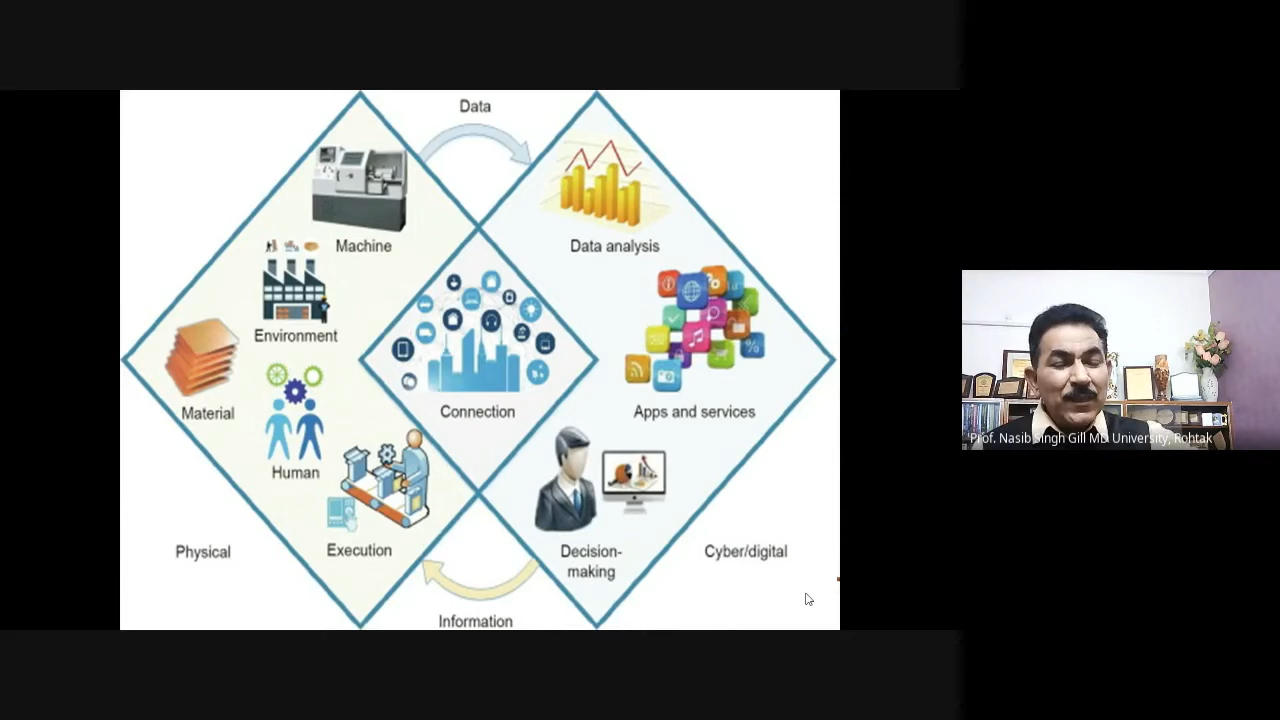 Data
Machine
Data analysis
Environment
Material
Connection
Apps and services
Human
Physical
Execution
Decision-
making
Cyber/digital
Information
'Prof. Nasib Singh Gill MD University, Rohtak